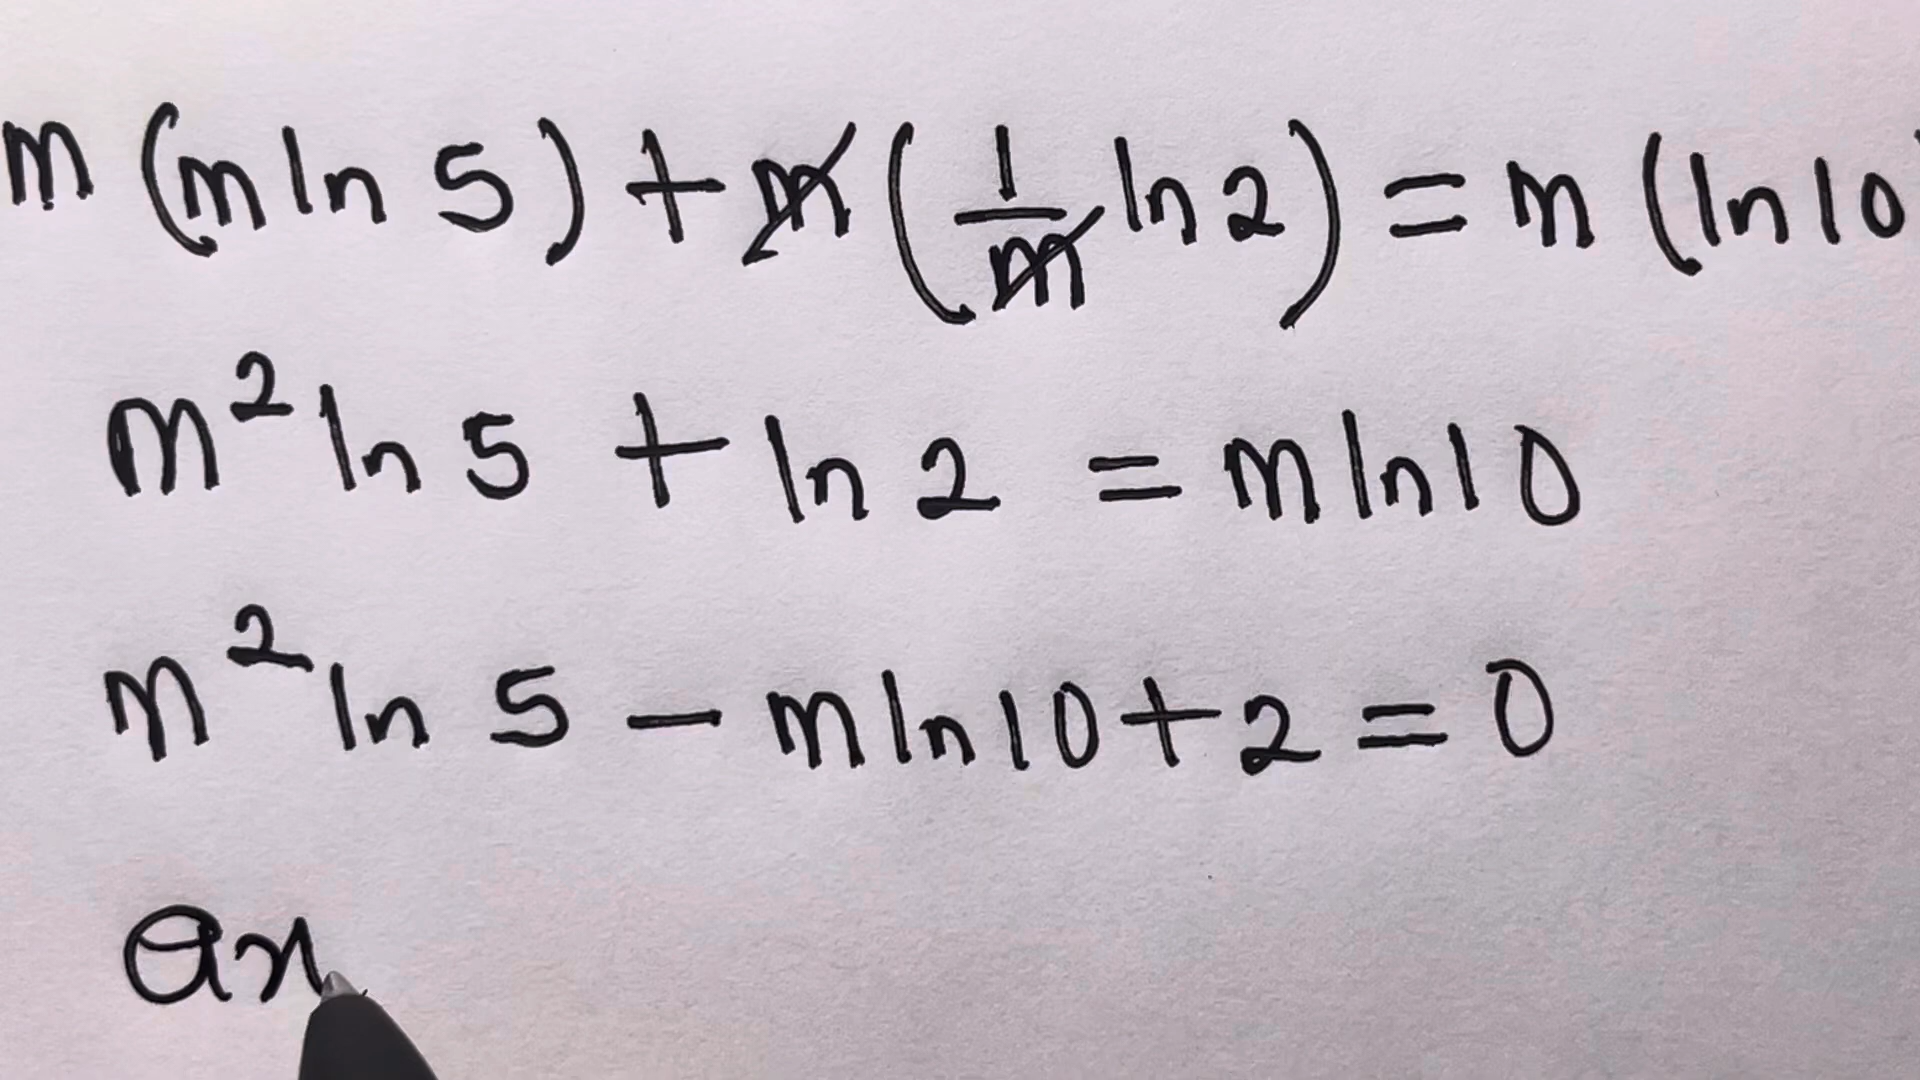 m (m ln 5) + m (1/m ln 2) = m (ln 10
m² ln 5 + ln 2 = m ln 10
m² ln 5 - m ln 10 + 2 = 0
ax